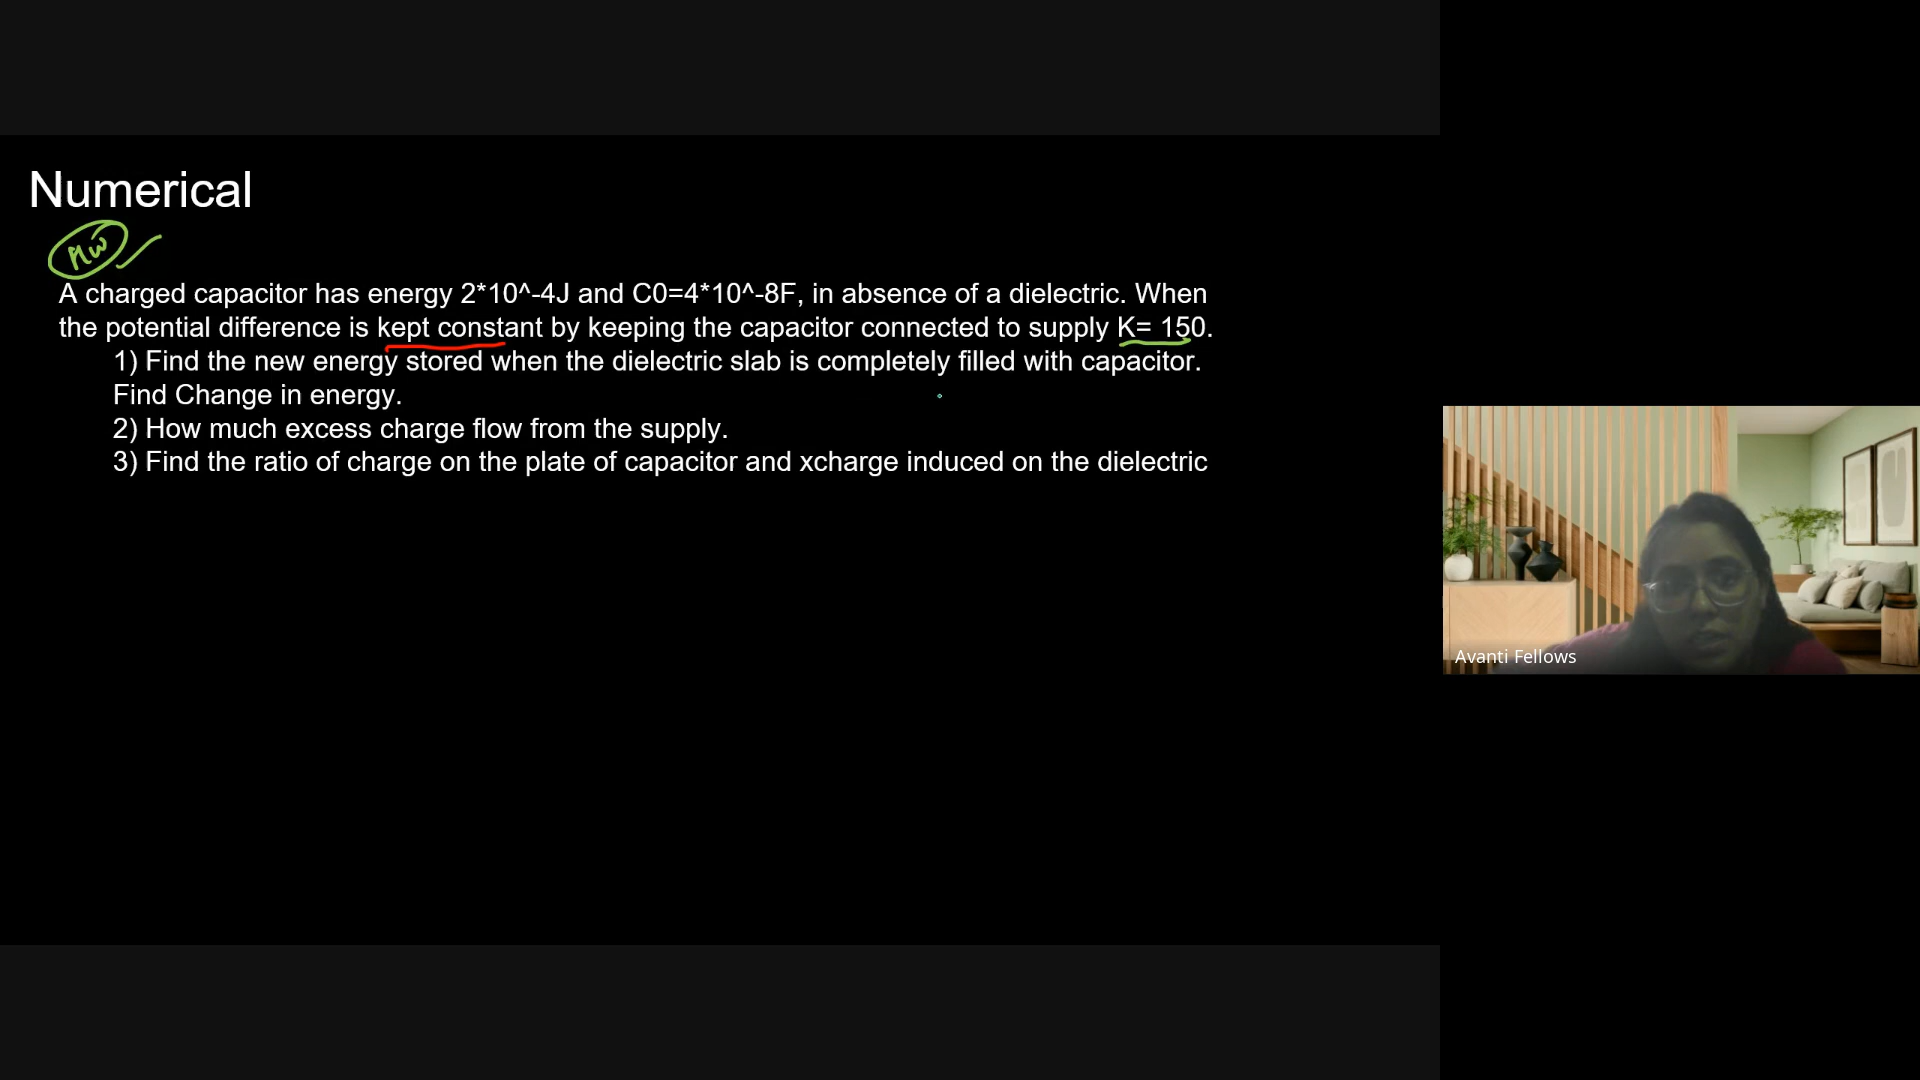 Numerical
HW
A charged capacitor has energy 2*10^-4J and C0=4*10^-8F, in absence of a dielectric. When
the potential difference is kept constant by keeping the capacitor connected to supply K= 150.
1) Find the new energy stored when the dielectric slab is completely filled with capacitor.
Find Change in energy.
2) How much excess charge flow from the supply.
3) Find the ratio of charge on the plate of capacitor and xcharge induced on the dielectric
Avanti Fellows